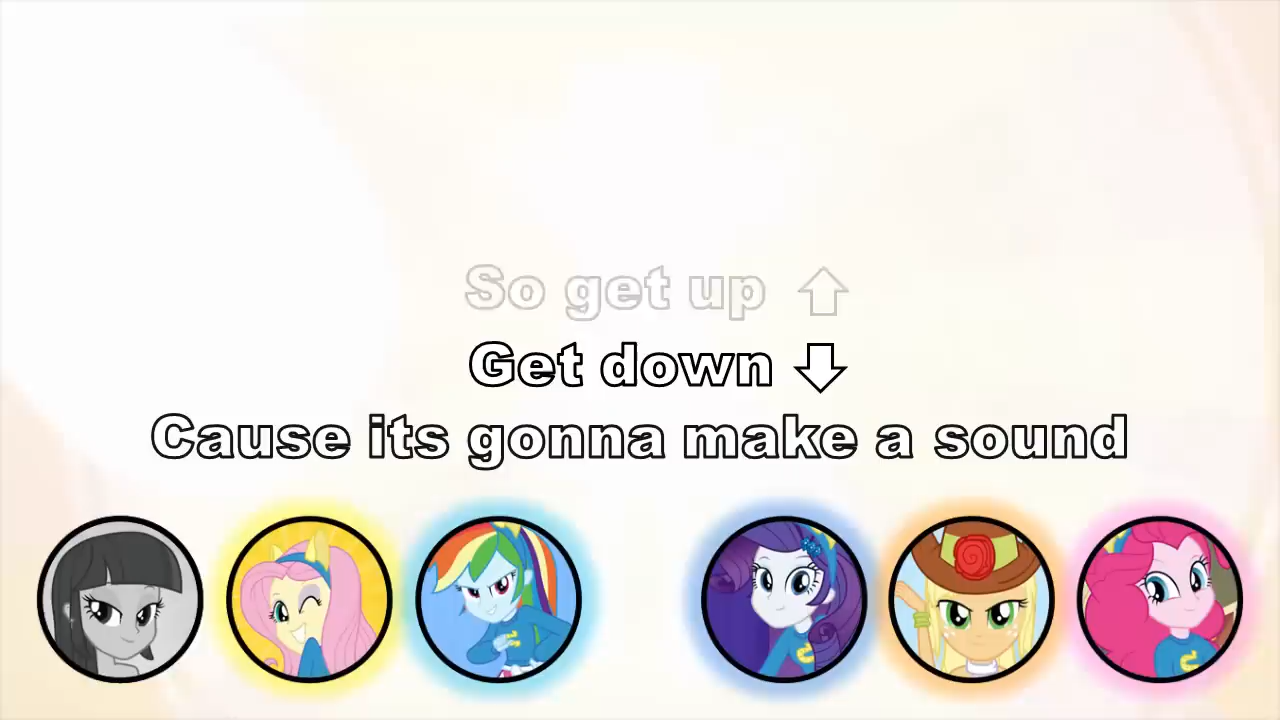 So get up ⇧
Get down ⇩
Cause its gonna make a sound